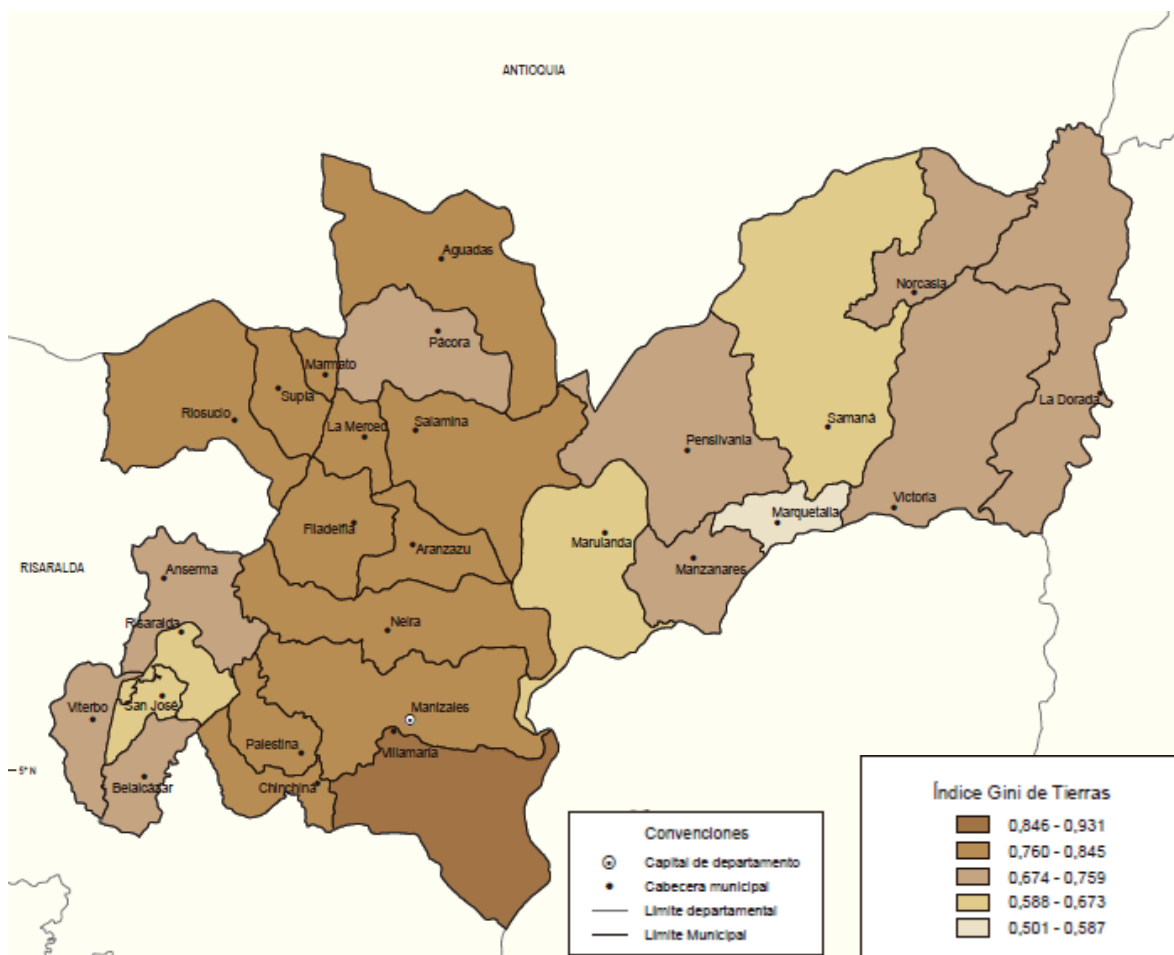 ANTIOQUIA
Aguadas
Norcasia
Pácora
Marmato
Supía
La Dorada
Riosucio
La Merced
Salamina
Samaná
Pensilvania
Victoria
Filadelfia
Marquetalia
Marulanda
Aranzazu
Manzanares
RISARALDA
Anserma
Risaralda
Neira
San José
Viterbo
Manizales
Villamaría
Palestina
5° N
Belalcázar
Chinchina
Índice Gini de Tierras
0,846 - 0,931
0,760 - 0,845
0,674 - 0,759
0,588 - 0,673
0,501 - 0,587
Convenciones
Capital de departamento
Cabecera municipal
Límite departamental
Límite Municipal